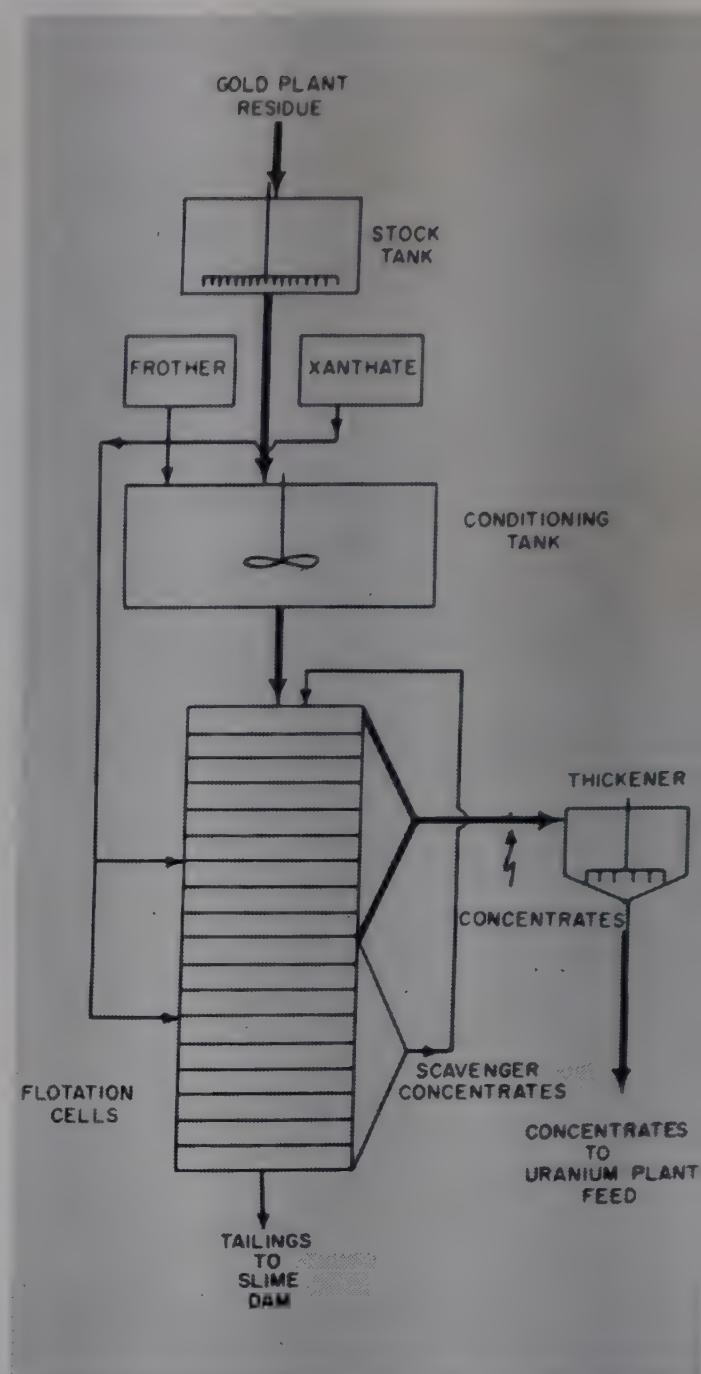 GOLD PLANT
RESIDUE
STOCK
TANK
FROTHER
XANTHATE
CONDITIONING
TANK
THICKENER
CONCENTRATES
FLOTATION
CELLS
SCAVENGER
CONCENTRATES
CONCENTRATES
TO
URANIUM PLANT
FEED
TAILINGS
TO
SLIME
DAM